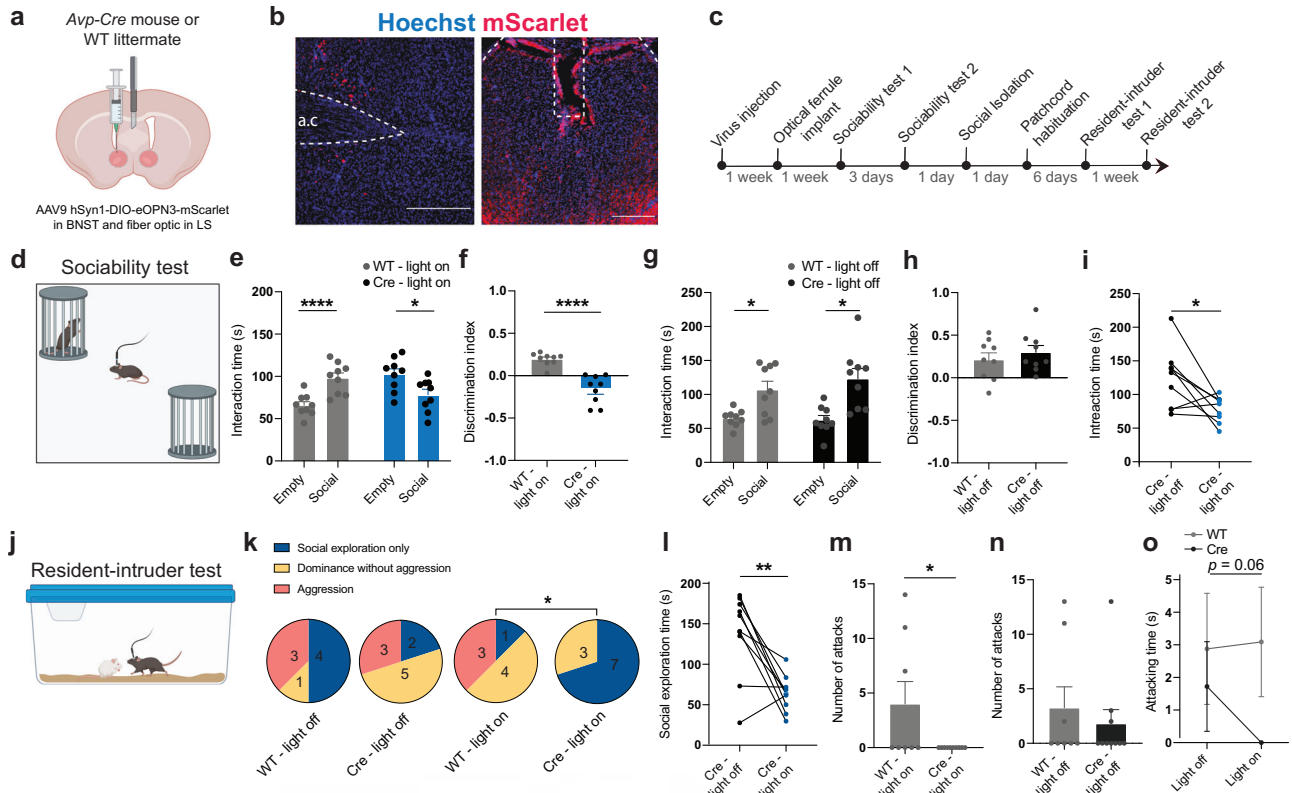 a
Avp-Cre mouse or
WT littermate
AAV9 hSyn1-DIO-eOPN3-mScarlet
in BNST and fiber optic in LS
b
Hoechst mScarlet
a.c
c
Virus injection
Optical ferrule
implant
Sociability test 1
Sociability test 2
Social Isolation
Patchcord
habituation
Resident-intruder
test 1
Resident-intruder
test 2
1 week
1 week
3 days
1 day
1 day
6 days
1 week
d
Sociability test
e
WT - light on
Cre - light on
Interaction time (s)
200
150
100
50
0
****
*
Empty
Social
Empty
Social
f
Discrimination index
1.0
0.0
-1.0
****
WT -
light on
Cre -
light on
g
WT - light off
Cre - light off
Interaction time (s)
250
200
150
100
50
0
*
*
Empty
Social
Empty
Social
h
Discrimination index
1.0
0.0
-1.0
WT -
light off
Cre -
light off
i
Intreaction time (s)
250
200
150
100
50
0
*
Cre -
light off
Cre -
light on
j
Resident-intruder test
k
Social exploration only
Dominance without aggression
Aggression
*
3
4
1
3
2
5
3
1
4
3
7
WT - light off
Cre - light off
WT - light on
Cre - light on
l
Social exploration time (s)
200
150
100
50
0
**
Cre -
light off
Cre -
light on
m
Number of attacks
15
10
5
0
*
WT -
light on
Cre -
light on
n
Number of attacks
15
10
5
0
WT -
light off
Cre -
light off
o
WT
Cre
p = 0.06
Attacking time (s)
5
4
3
2
1
0
Light off
Light on